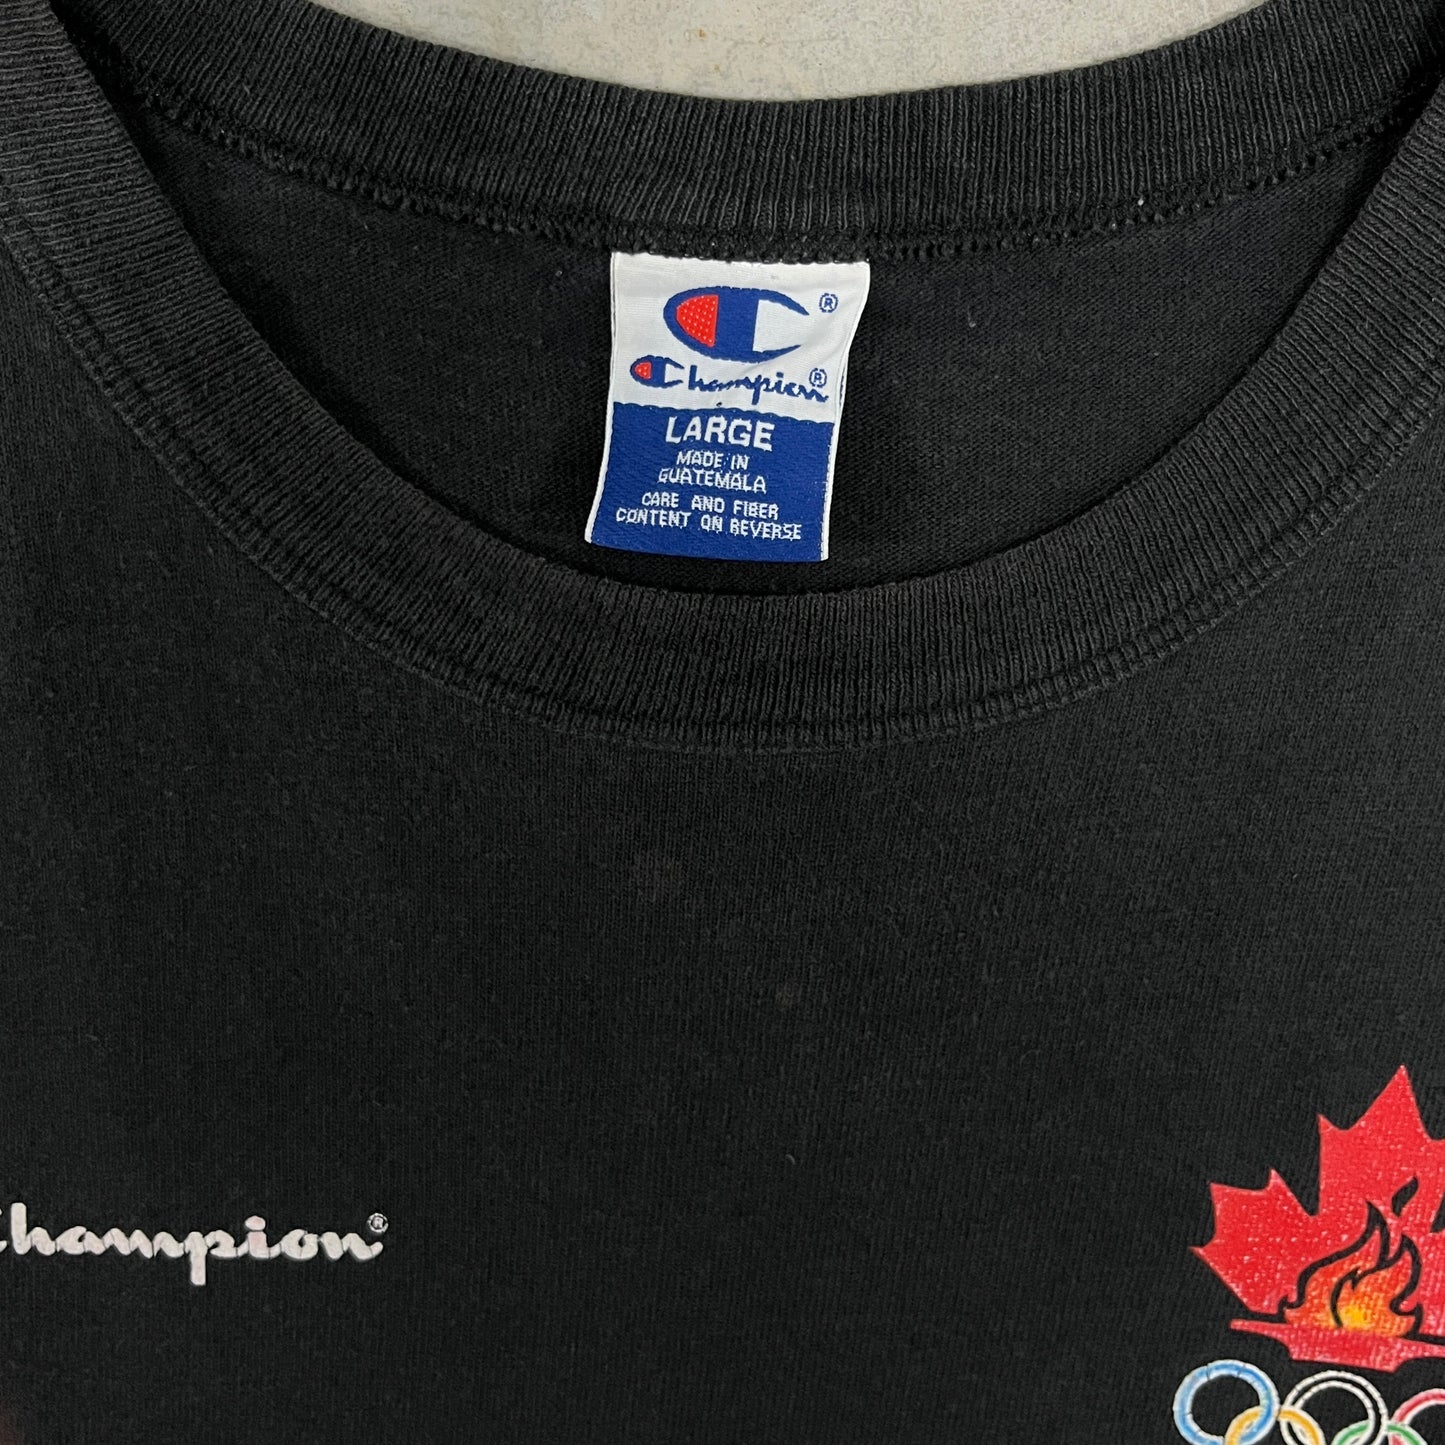 ®
Champion®
LARGE
MADE IN
GUATEMALA
CARE AND FIBER
CONTENT ON REVERSE
Champion®